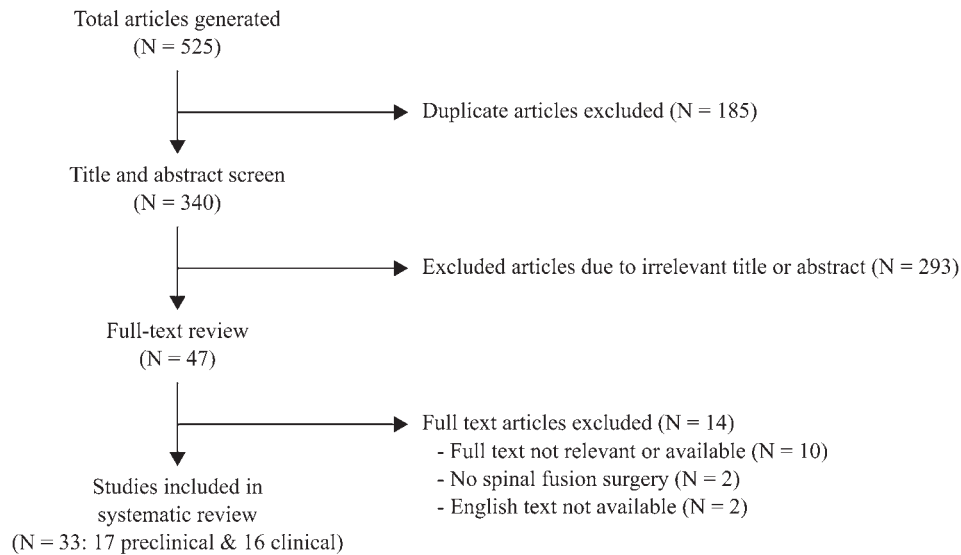 Total articles generated
(N = 525)
Duplicate articles excluded (N = 185)
Title and abstract screen
(N = 340)
Excluded articles due to irrelevant title or abstract (N = 293)
Full-text review
(N = 47)
Full text articles excluded (N = 14)
- Full text not relevant or available (N = 10)
- No spinal fusion surgery (N = 2)
- English text not available (N = 2)
Studies included in
systematic review
(N = 33: 17 preclinical & 16 clinical)